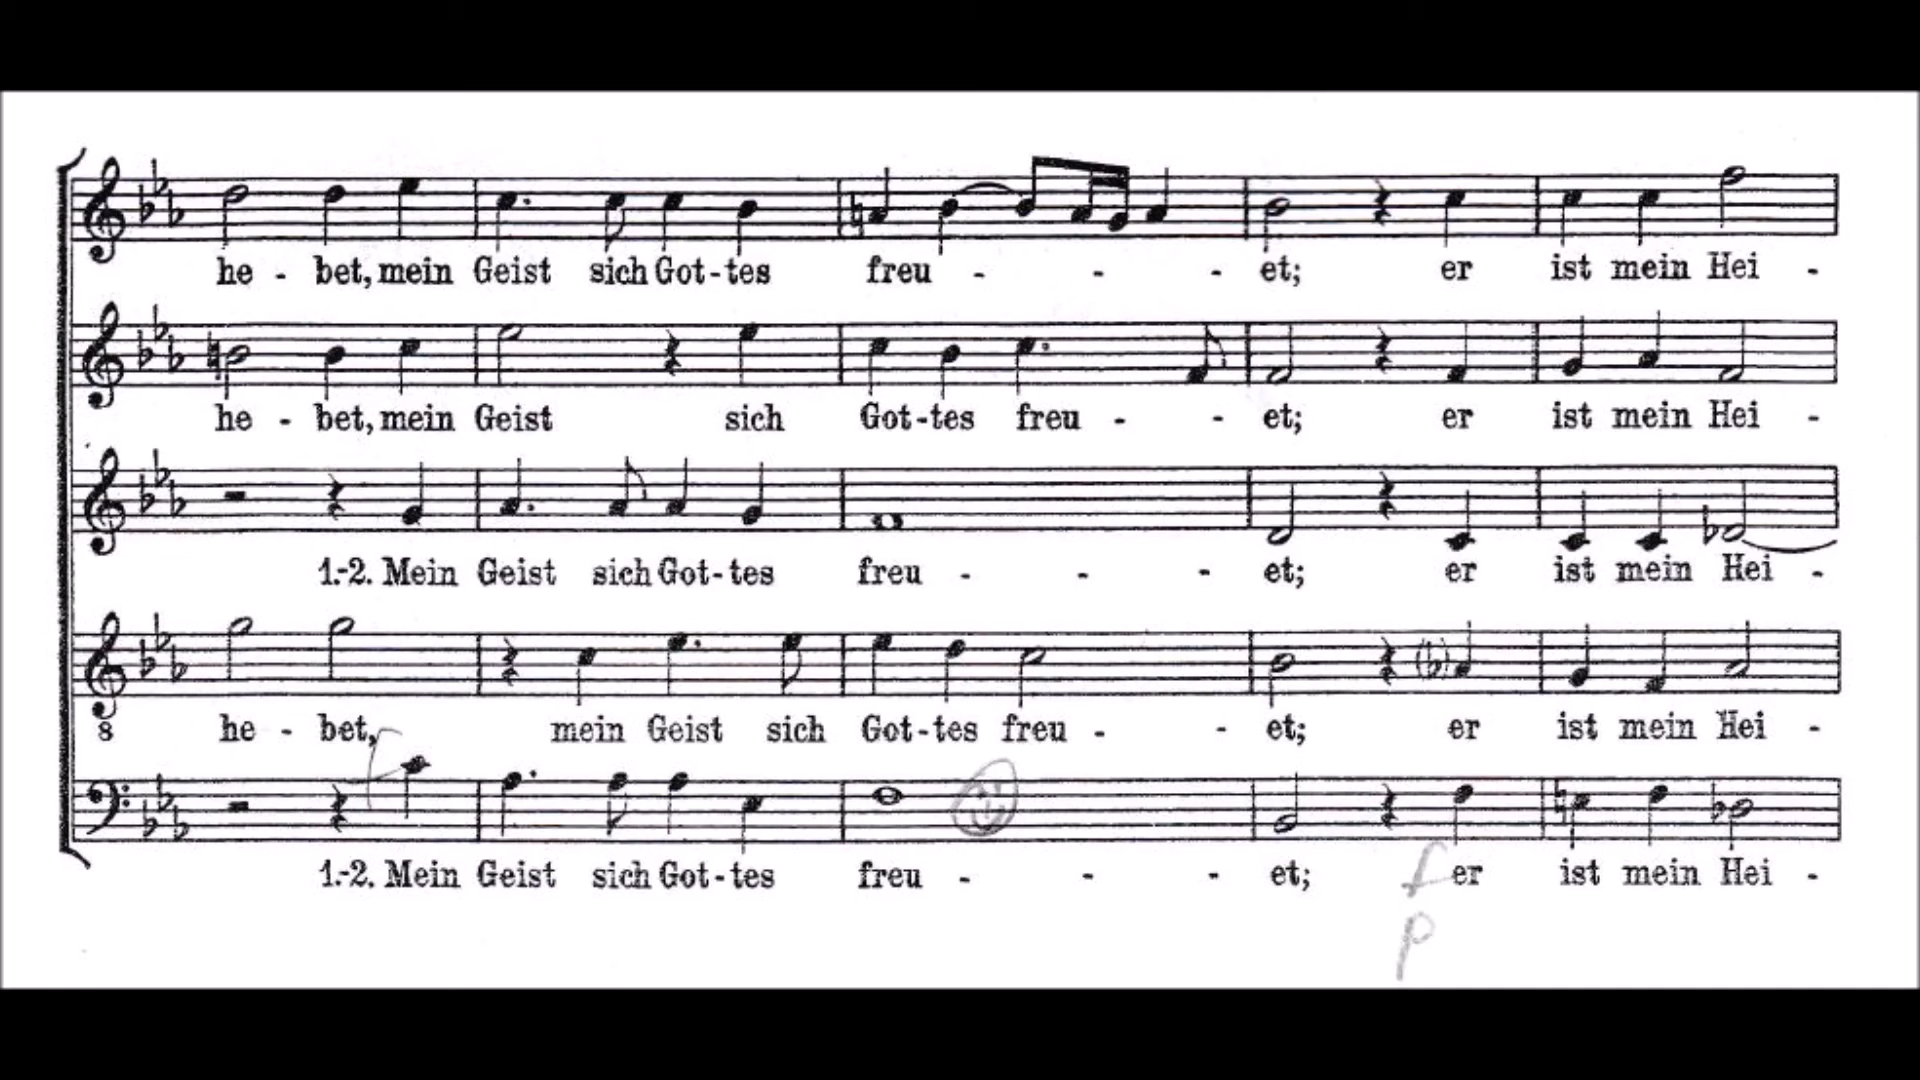 he - bet, mein Geist sich Got-tes freu - - - et; er ist mein Hei -
he - bet, mein Geist sich Got-tes freu - - et; er ist mein Hei -
1.-2. Mein Geist sich Got-tes freu - - - et; er ist mein Hei -
8 he - bet, mein Geist sich Got-tes freu - - et; er ist mein Hei -
1.-2. Mein Geist sich Got-tes freu - - - et; er ist mein Hei -
f
p